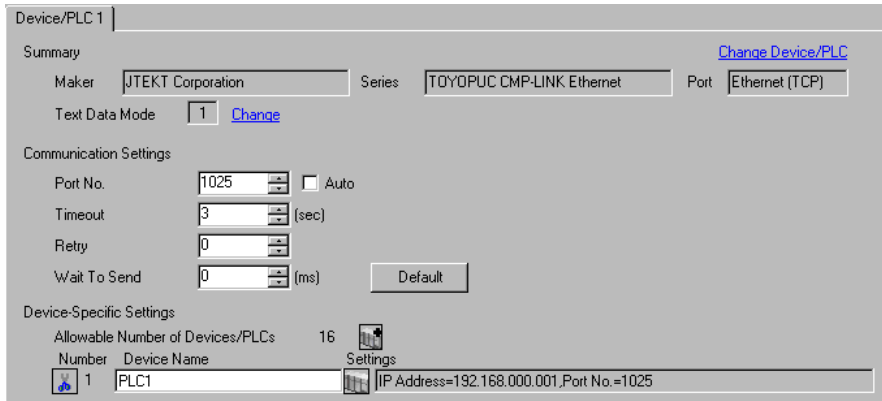 Device/PLC 1
Summary Change Device/PLC
Maker JTEKT Corporation Series TOYOPUC CMP-LINK Ethernet Port Ethernet (TCP)
Text Data Mode 1 Change
Communication Settings
Port No. 1025 Auto
Timeout 3 (sec)
Retry 0
Wait To Send 0 (ms) Default
Device-Specific Settings
Allowable Number of Devices/PLCs 16
Number Device Name Settings
1 PLC1 IP Address=192.168.000.001,Port No.=1025